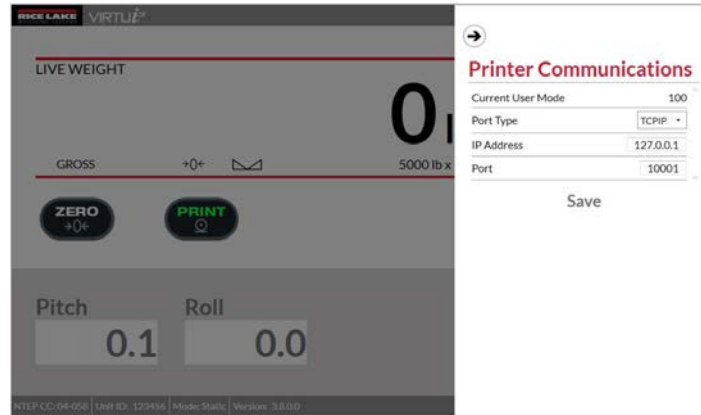 RICE LAKE VIRTUi
LIVE WEIGHT
0
GROSS →0← 5000 lb x
ZERO
→0←
PRINT
Pitch Roll
0.1 0.0
NTEP CC: 04-058 Unit ID: 123456 Mode: Static Version: 3.8.0.0
Printer Communications
Current User Mode 100
Port Type TCPIP
IP Address 127.0.0.1
Port 10001
Save